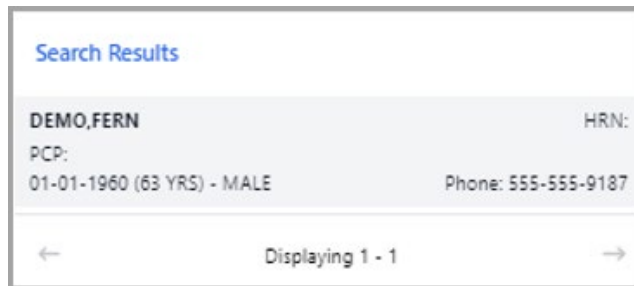 Search Results
DEMO,FERN HRN:
PCP:
01-01-1960 (63 YRS) - MALE Phone: 555-555-9187
← Displaying 1 - 1 →